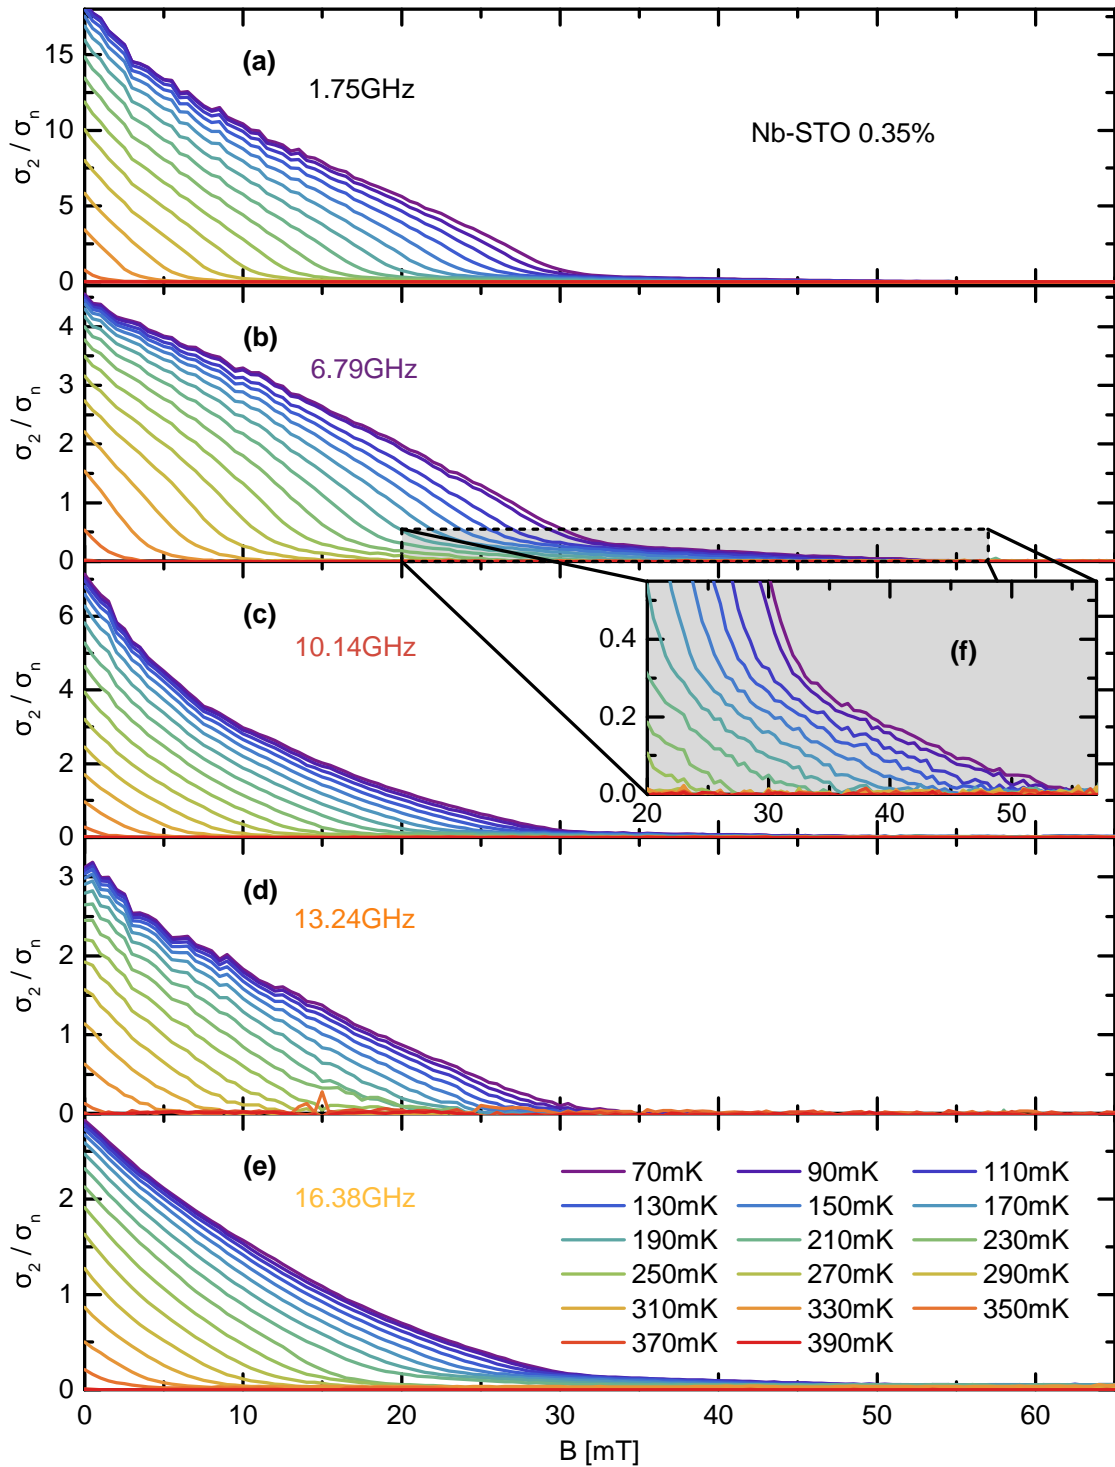 15
10
5
0
σ2 / σn
(a)
1.75GHz
Nb-STO 0.35%
4
3
2
1
0
σ2 / σn
(b)
6.79GHz
6
4
2
0
σ2 / σn
(c)
10.14GHz
0.4
0.2
0.0
(f)
20 30 40 50
3
2
1
0
σ2 / σn
(d)
13.24GHz
2
1
0
σ2 / σn
(e)
16.38GHz
70mK 90mK 110mK
130mK 150mK 170mK
190mK 210mK 230mK
250mK 270mK 290mK
310mK 330mK 350mK
370mK 390mK
0 10 20 30 40 50 60
B [mT]